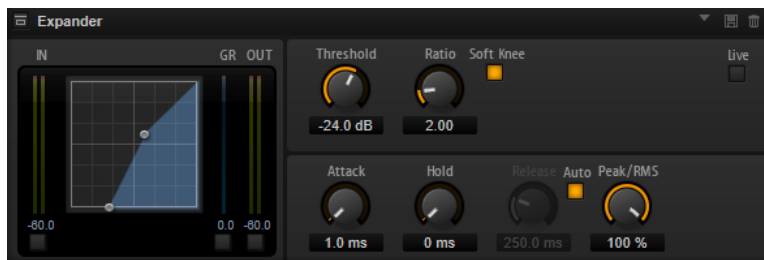 Expander
IN GR OUT
-80.0 0.0 -60.0
Threshold Ratio Soft Knee Live
-24.0 dB 2.00
Attack Hold Release Auto Peak/RMS
1.0 ms 0 ms 250.0 ms 100 %